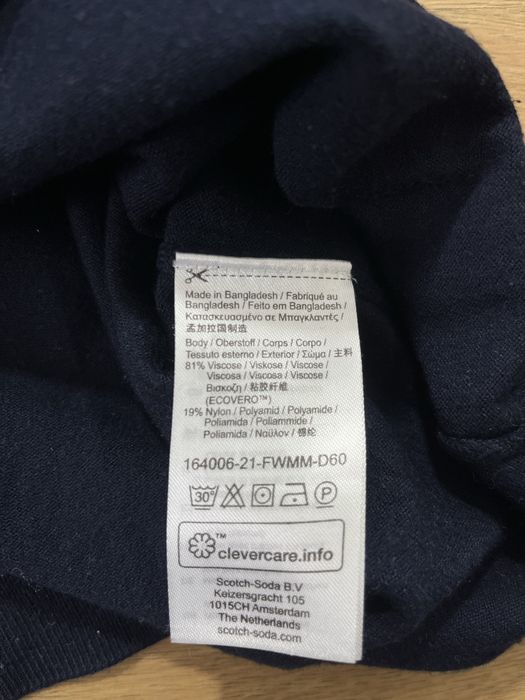 Made in Bangladesh / Fabriqué au
Bangladesh / Feito em Bangladesh /
Κατασκευασμένο σε Μπαγκλαντές /
孟加拉国制造
Body / Oberstoff / Corps / Corpo /
Tessuto esterno / Exterior / Σώμα / 主料
81% Viscose / Viskose / Viscose /
Viscosa / Viscosa / Viscose /
Βισκοζη / 粘胶纤维
(ECOVERO™)
19% Nylon / Polyamid / Polyamide /
Poliamida / Poliammide /
Poliamida / Ναϋλον / 锦纶
164006-21-FWMM-D60
30° P
™
clevercare.info
Scotch-Soda B.V
Keizersgracht 105
1015CH Amsterdam
The Netherlands
scotch-soda.com